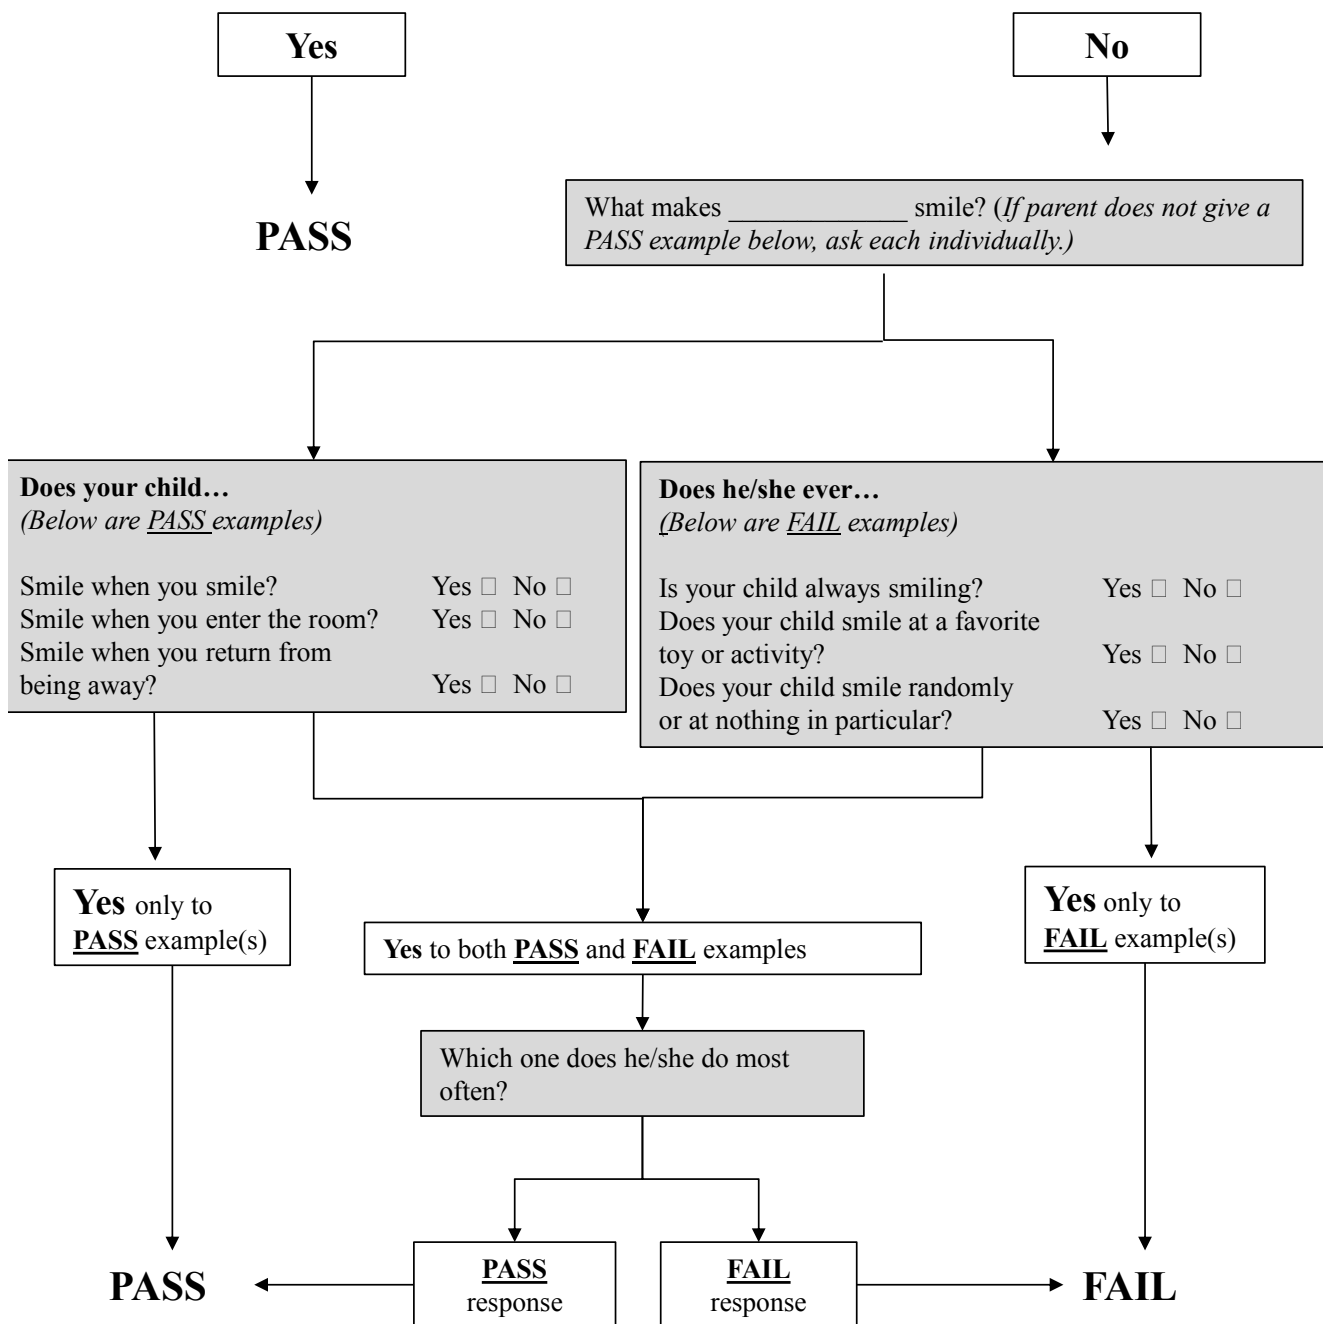 Yes
No
PASS
What makes _____________ smile? (If parent does not give a
PASS example below, ask each individually.)
Does your child…
(Below are PASS examples)
Smile when you smile? Yes □ No □
Smile when you enter the room? Yes □ No □
Smile when you return from
being away? Yes □ No □
Does he/she ever…
(Below are FAIL examples)
Is your child always smiling? Yes □ No □
Does your child smile at a favorite
toy or activity? Yes □ No □
Does your child smile randomly
or at nothing in particular? Yes □ No □
Yes only to
PASS example(s)
Yes to both PASS and FAIL examples
Yes only to
FAIL example(s)
Which one does he/she do most
often?
PASS
PASS
response
FAIL
response
FAIL